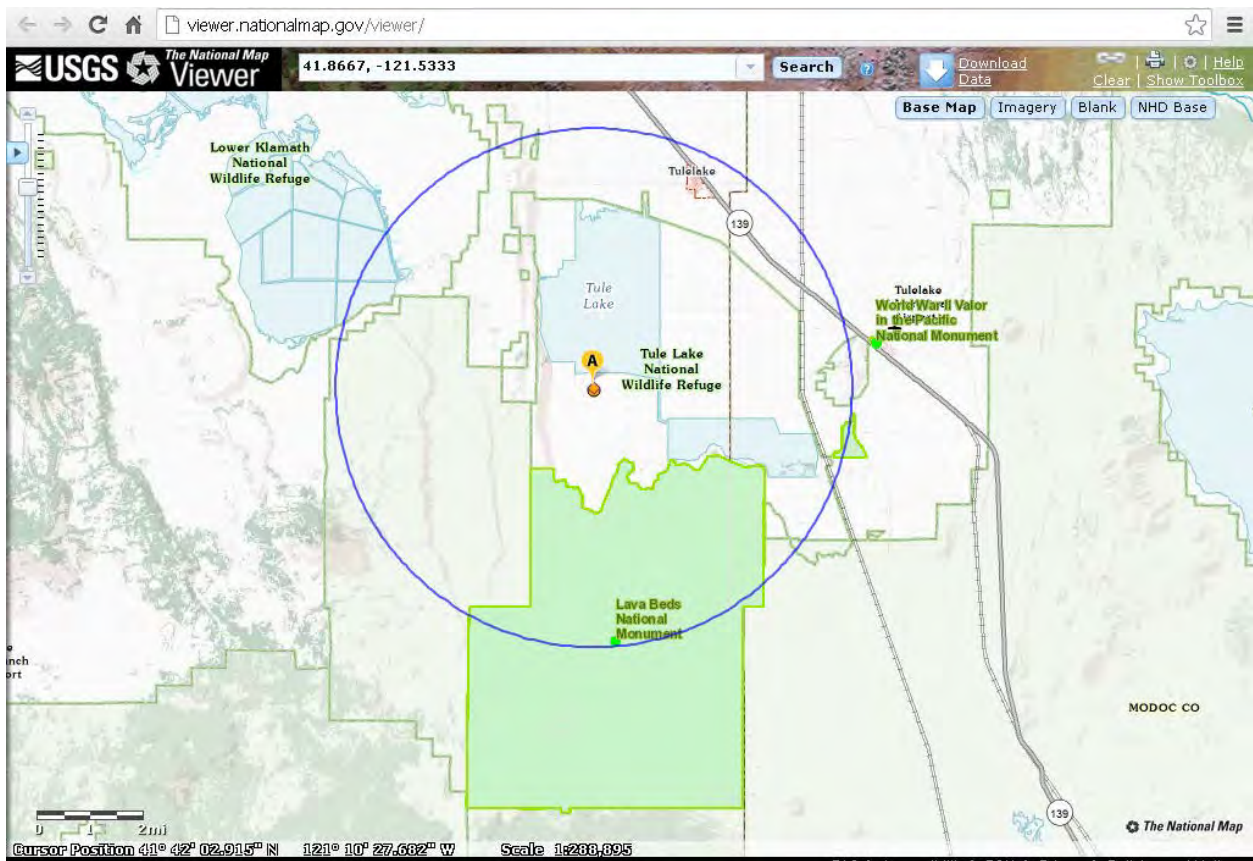 viewer.nationalmap.gov/viewer/
USGS The National Map Viewer
41.8667, -121.5333
Search
Download
Data
Help
Clear | Show Toolbox
Base Map
Imagery
Blank
NHD Base
Lower Klamath
National
Wildlife Refuge
Tulelake
139
Tule
Lake
Tulelake
World War II Valor
in the Pacific
National Monument
A
Tule Lake
National
Wildlife Refuge
Lava Beds
National
Monument
MODOC CO
139
0 1 2mi
The National Map
Cursor Position 41° 42' 02.915" N 121° 10' 27.682" W Scale 1:288,895